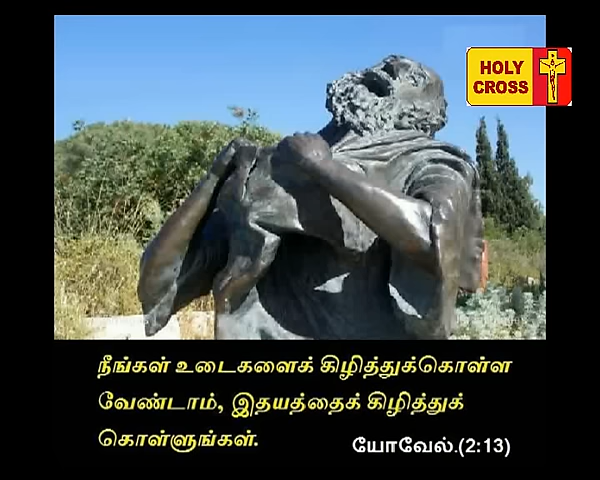 HOLY
CROSS
நீங்கள் உடைகளைக் கிழித்துக்கொள்ள
வேண்டாம், இதயத்தைக் கிழித்துக்
கொள்ளுங்கள்.
யோவேல்.(2:13)